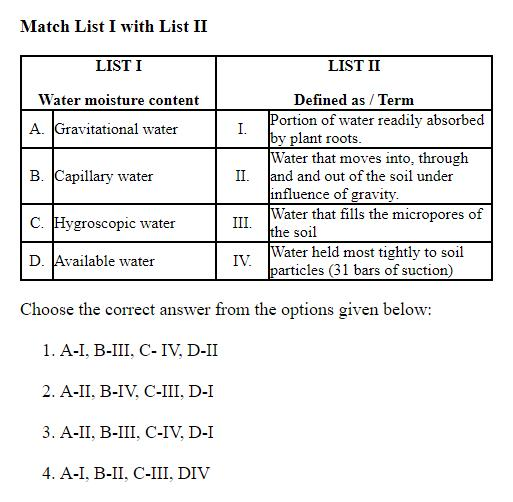 Match List I with List II
LIST I LIST II
Water moisture content Defined as / Term
A. Gravitational water I. Portion of water readily absorbed
by plant roots.
B. Capillary water II. Water that moves into, through
and and out of the soil under
influence of gravity.
C. Hygroscopic water III. Water that fills the micropores of
the soil
D. Available water IV. Water held most tightly to soil
particles (31 bars of suction)
Choose the correct answer from the options given below:
1. A-I, B-III, C- IV, D-II
2. A-II, B-IV, C-III, D-I
3. A-II, B-III, C-IV, D-I
4. A-I, B-II, C-III, DIV